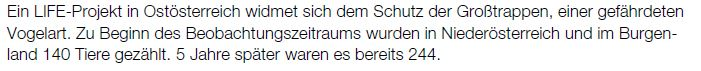 Ein LIFE-Projekt in Ostösterreich widmet sich dem Schutz der Großtrappen, einer gefährdeten
Vogelart. Zu Beginn des Beobachtungszeitraums wurden in Niederösterreich und im Burgen-
land 140 Tiere gezählt. 5 Jahre später waren es bereits 244.